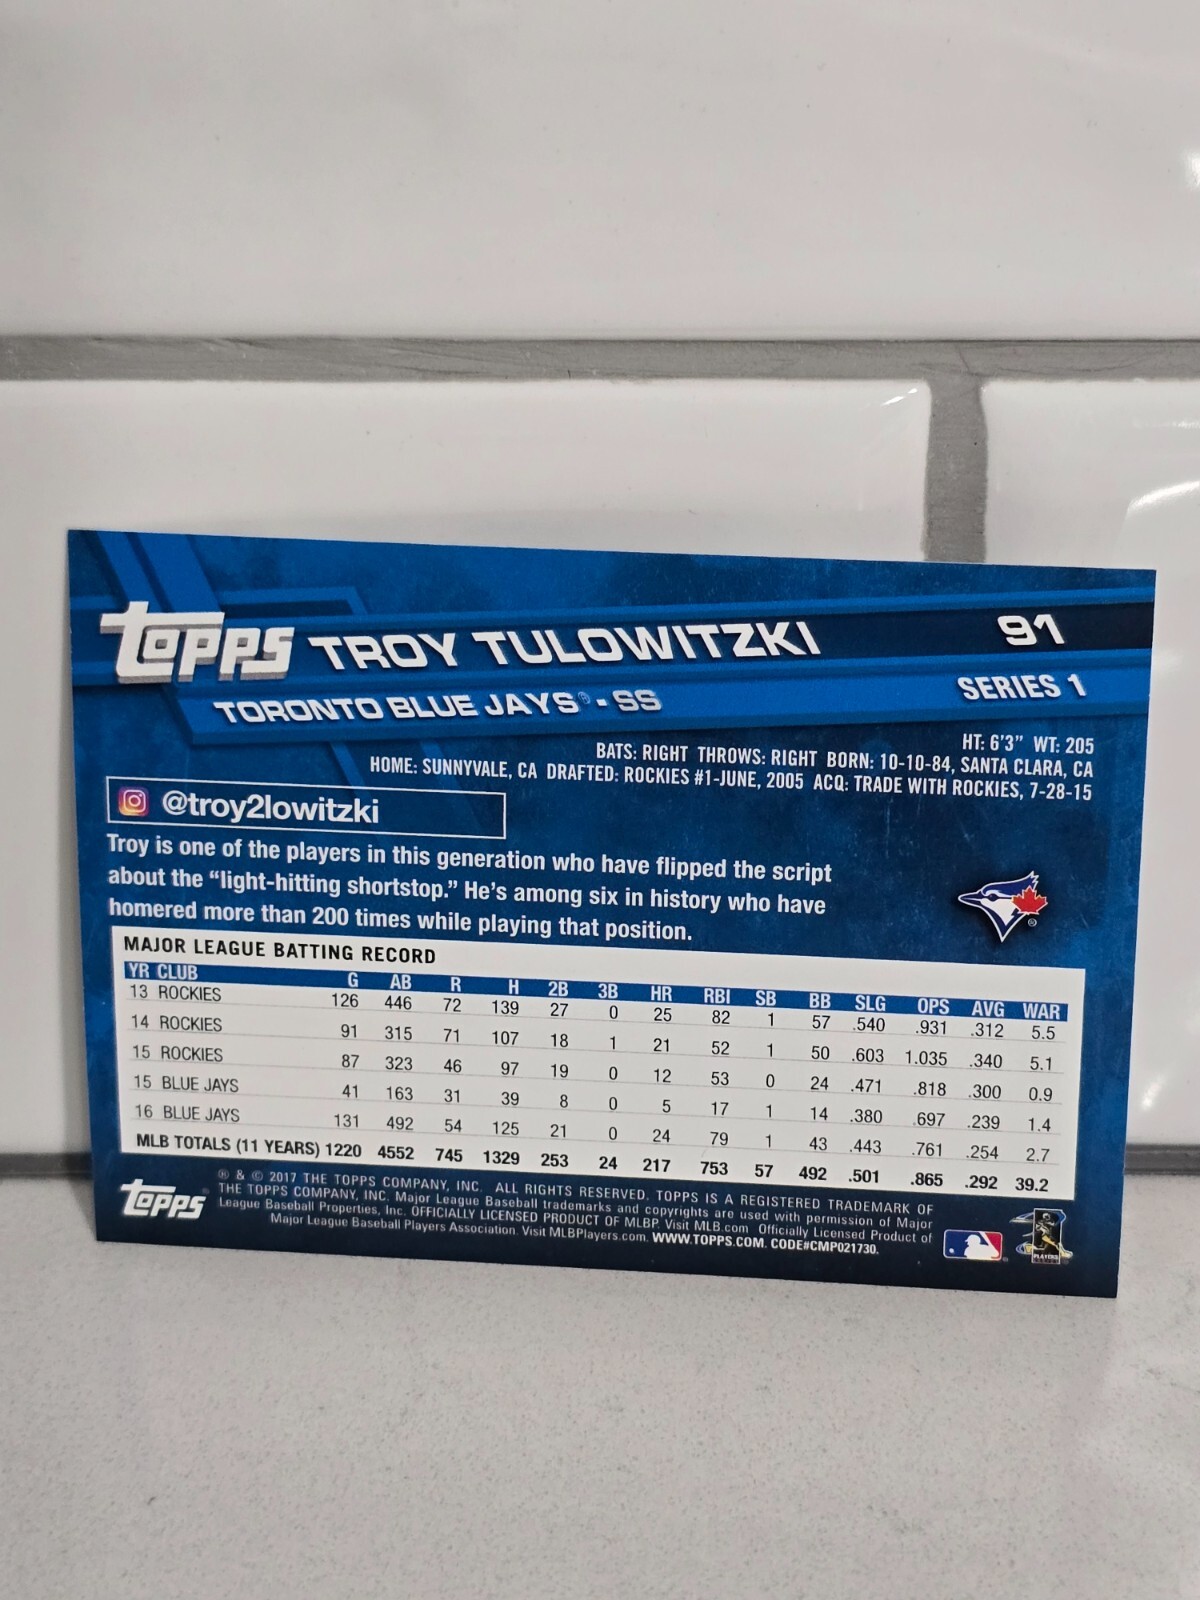 Topps TROY TULOWITZKI 91
TORONTO BLUE JAYS® - SS SERIES 1
HT: 6'3" WT: 205
BATS: RIGHT THROWS: RIGHT BORN: 10-10-84, SANTA CLARA, CA
HOME: SUNNYVALE, CA DRAFTED: ROCKIES #1-JUNE, 2005 ACQ: TRADE WITH ROCKIES, 7-28-15
@troy2lowitzki
Troy is one of the players in this generation who have flipped the script
about the “light-hitting shortstop.” He’s among six in history who have
homered more than 200 times while playing that position.
MAJOR LEAGUE BATTING RECORD
YR CLUB G AB R H 2B 3B HR RBI SB BB SLG OPS AVG WAR
13 ROCKIES 126 446 72 139 27 0 25 82 1 57 .540 .931 .312 5.5
14 ROCKIES 91 315 71 107 18 1 21 52 1 50 .603 1.035 .340 5.1
15 ROCKIES 87 323 46 97 19 0 12 53 0 24 .471 .818 .300 0.9
15 BLUE JAYS 41 163 31 39 8 0 5 17 1 14 .380 .697 .239 1.4
16 BLUE JAYS 131 492 54 125 21 0 24 79 1 43 .443 .761 .254 2.7
MLB TOTALS (11 YEARS) 1220 4552 745 1329 253 24 217 753 57 492 .501 .865 .292 39.2
Topps®
® & © 2017 THE TOPPS COMPANY, INC. ALL RIGHTS RESERVED. TOPPS IS A REGISTERED TRADEMARK OF
THE TOPPS COMPANY, INC. Major League Baseball trademarks and copyrights are used with permission of Major
League Baseball Properties, Inc. OFFICIALLY LICENSED PRODUCT OF MLBP. Visit MLB.com Officially Licensed Product of
Major League Baseball Players Association. Visit MLBPlayers.com. WWW.TOPPS.COM. CODE#CMP021730.
PLAYERS